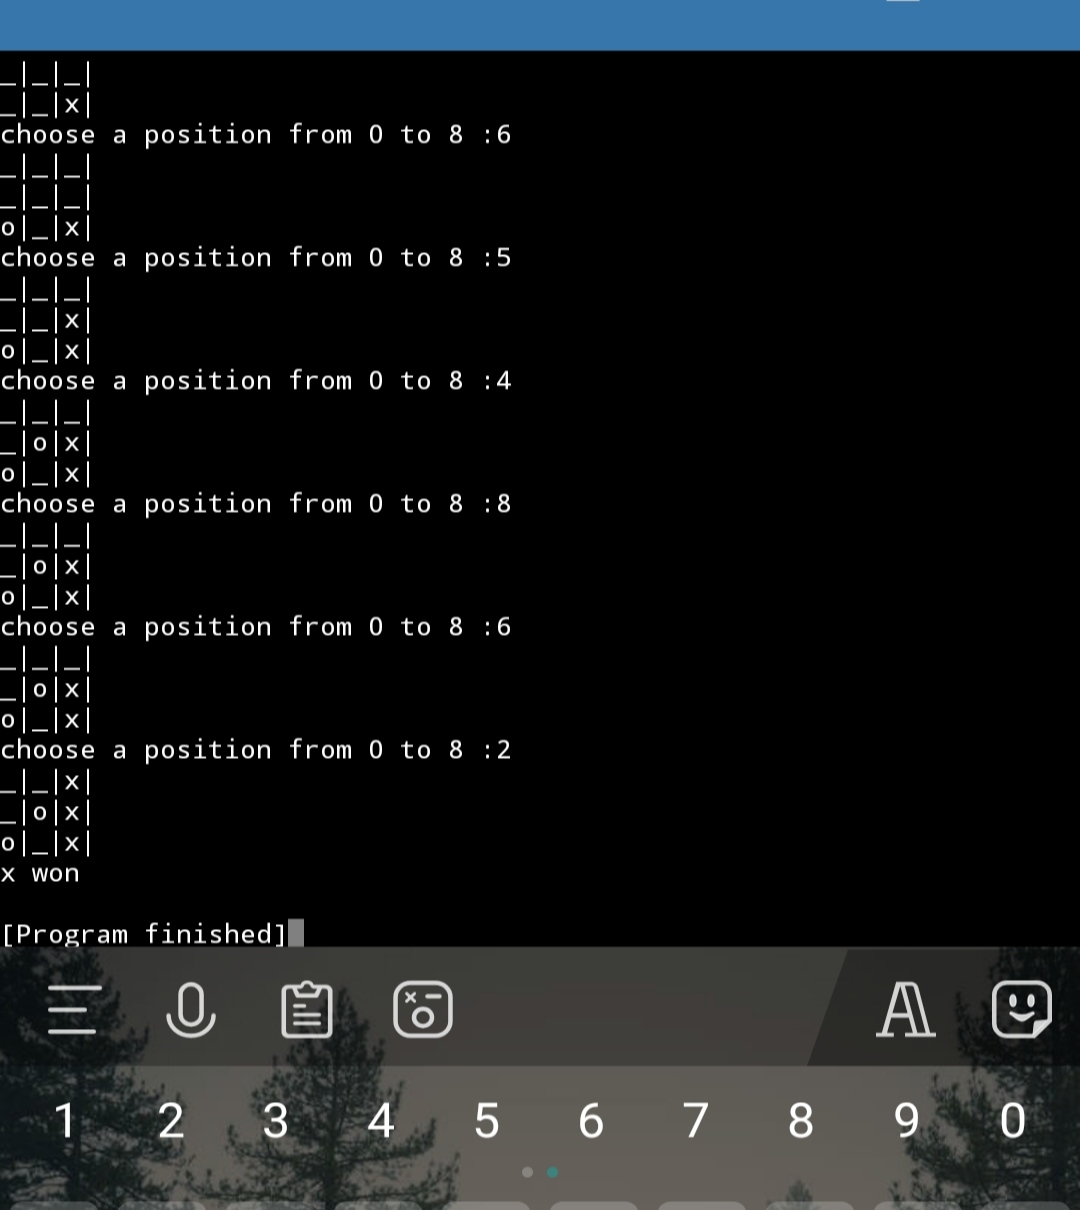 _|_|_|
_|_|x|
choose a position from 0 to 8 :6
_|_|_|
_|_|_|
o|_|x|
choose a position from 0 to 8 :5
_|_|_|
_|_|x|
o|_|x|
choose a position from 0 to 8 :4
_|_|_|
_|o|x|
o|_|x|
choose a position from 0 to 8 :8
_|_|_|
_|o|x|
o|_|x|
choose a position from 0 to 8 :6
_|_|_|
_|o|x|
o|_|x|
choose a position from 0 to 8 :2
_|_|x|
_|o|x|
o|_|x|
x won
[Program finished]
1 2 3 4 5 6 7 8 9 0